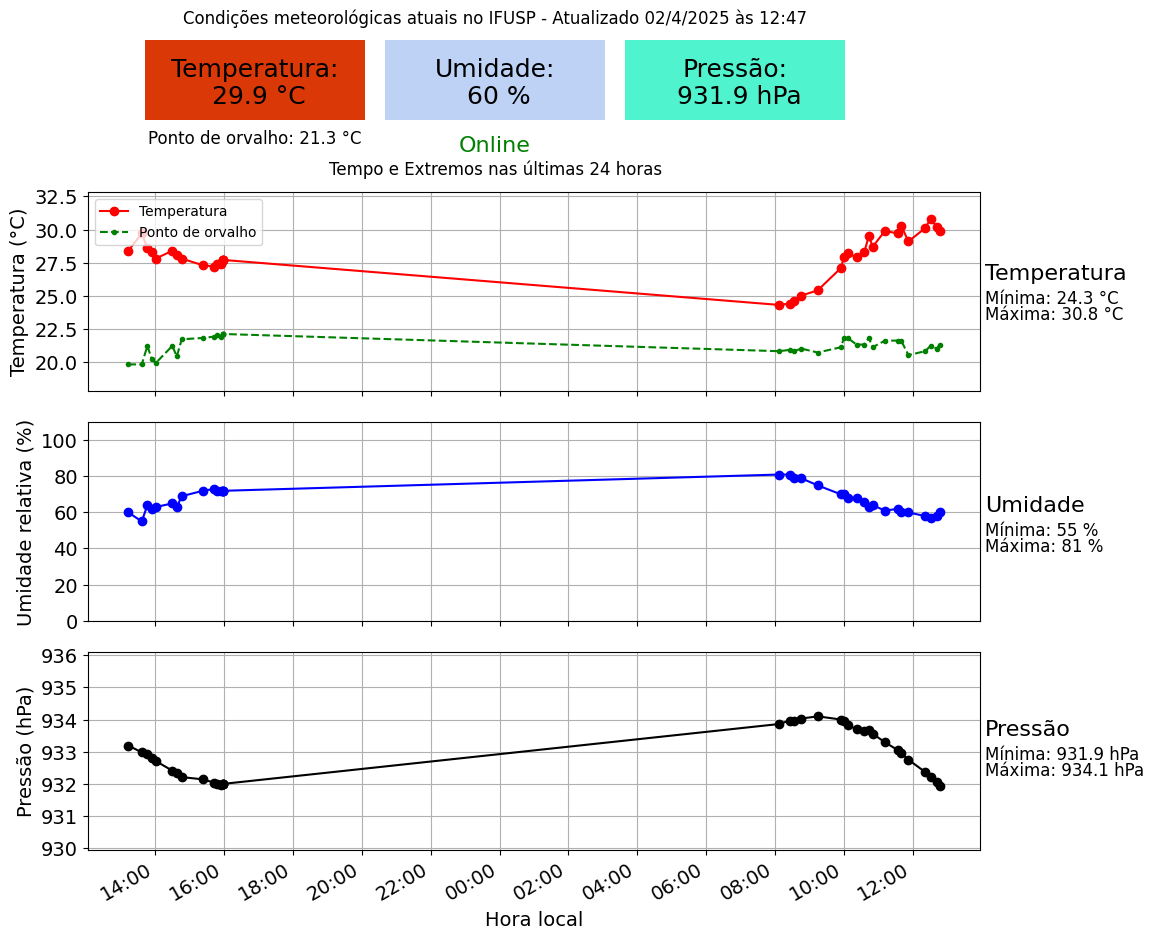 Condições meteorológicas atuais no IFUSP - Atualizado 02/4/2025 às 12:47
Temperatura:
29.9 °C
Umidade:
60 %
Pressão:
931.9 hPa
Ponto de orvalho: 21.3 °C
Online
Tempo e Extremos nas últimas 24 horas
Temperatura (°C)
32.5
30.0
27.5
25.0
22.5
20.0
Temperatura
Ponto de orvalho
Temperatura
Mínima: 24.3 °C
Máxima: 30.8 °C
Umidade relativa (%)
100
80
60
40
20
0
Umidade
Mínima: 55 %
Máxima: 81 %
Pressão (hPa)
936
935
934
933
932
931
930
Pressão
Mínima: 931.9 hPa
Máxima: 934.1 hPa
14:00 16:00 18:00 20:00 22:00 00:00 02:00 04:00 06:00 08:00 10:00 12:00
Hora local